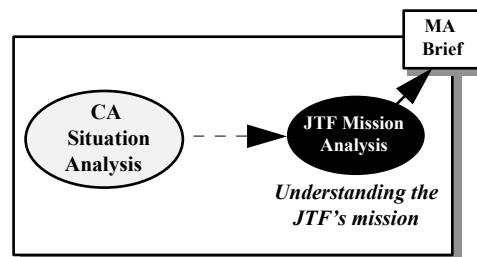 MA
Brief
CA
Situation
Analysis
JTF Mission
Analysis
Understanding the
JTF's mission